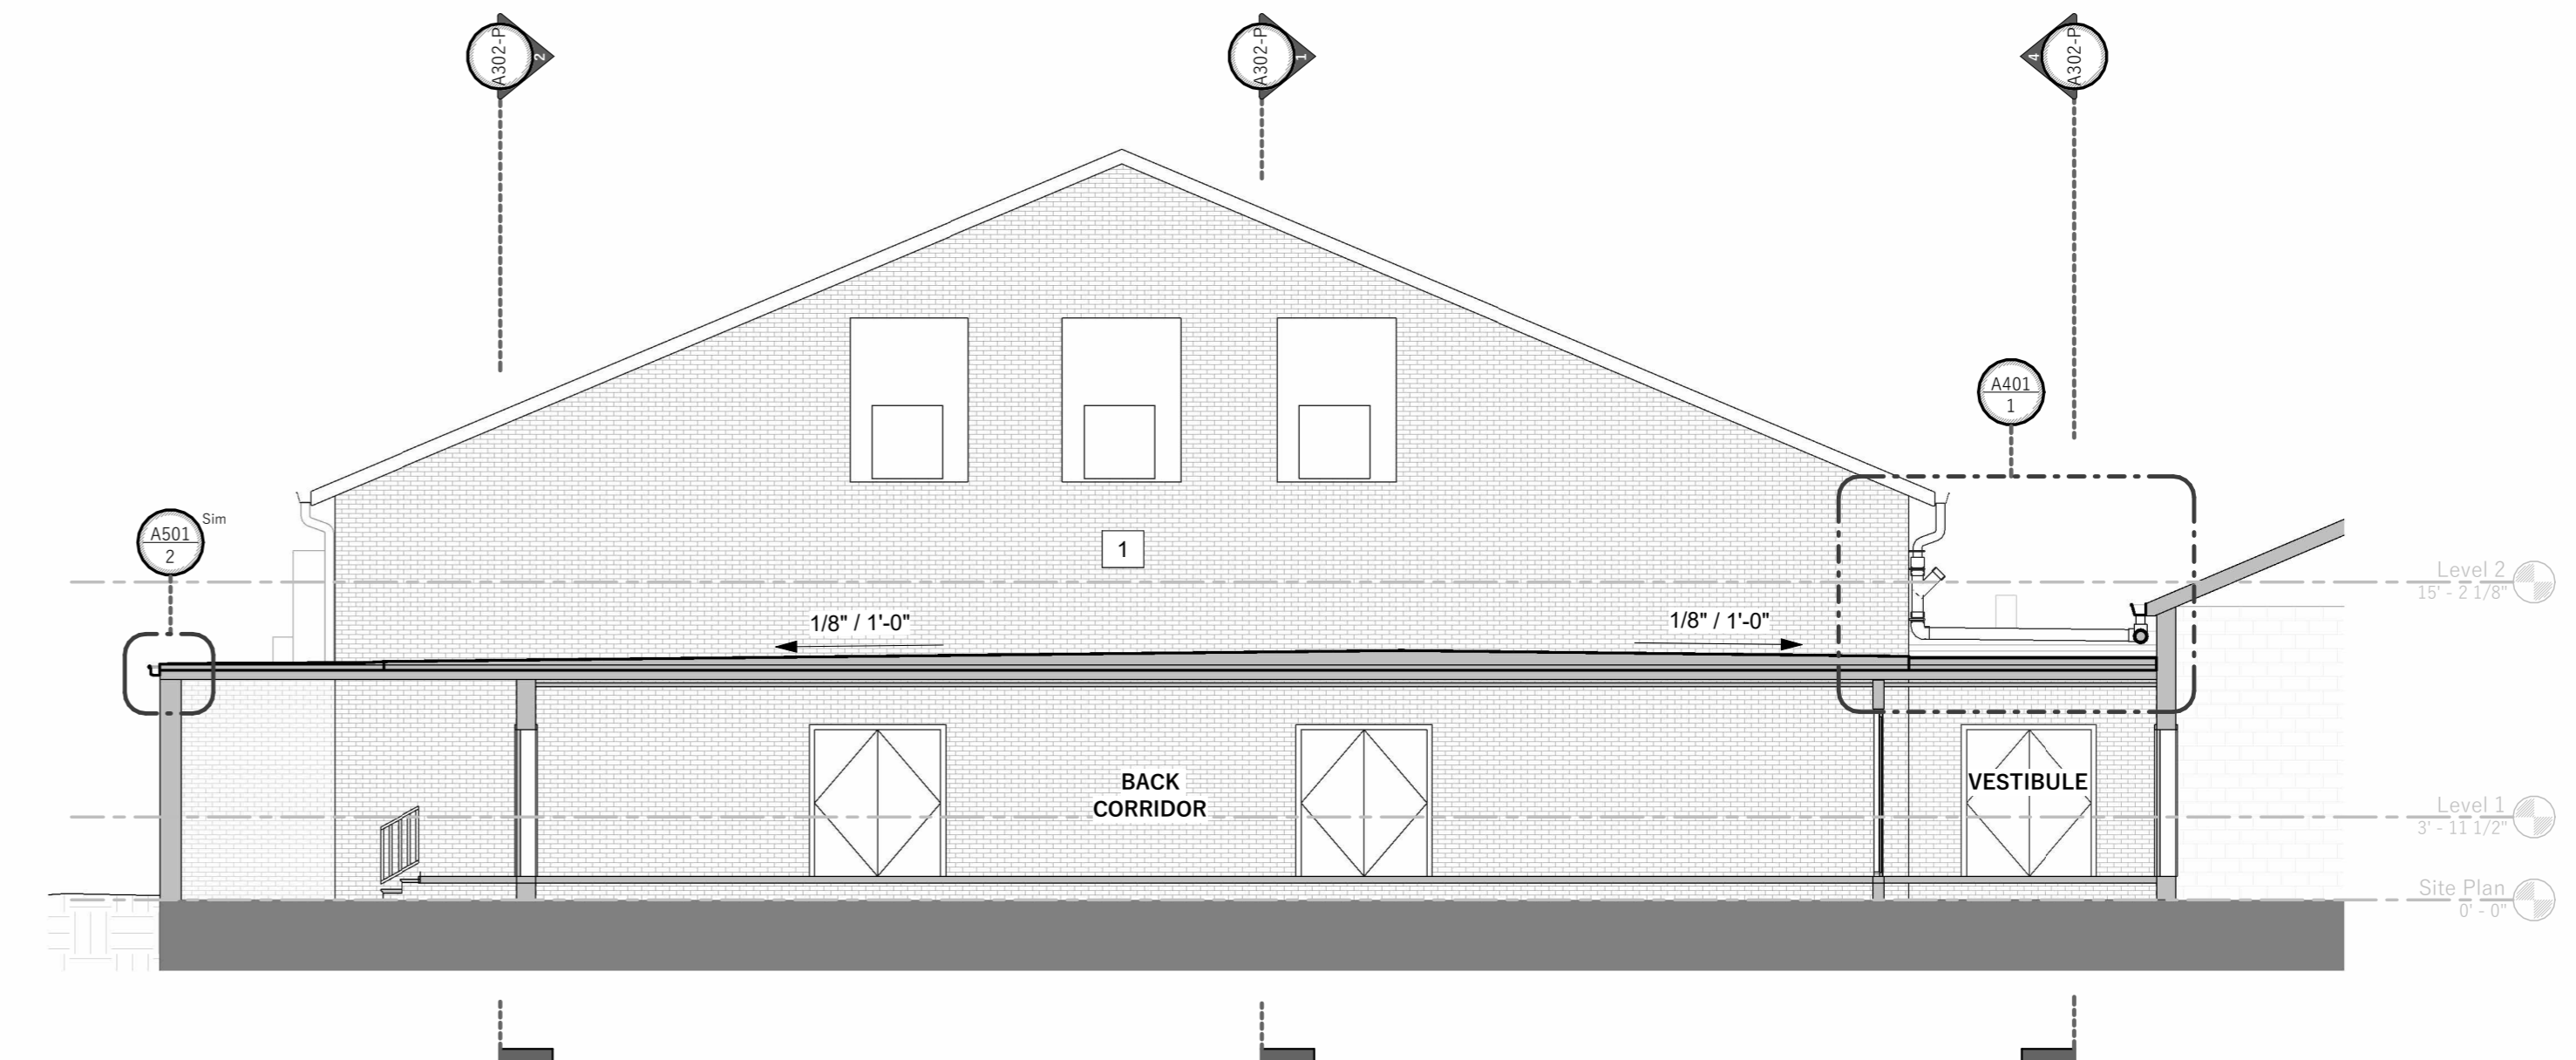 A302-P
2
A302-P
1
A302-P
4
A401
1
A501
2
Sim
1
Level 2
15' - 2 1/8"
1/8" / 1'-0"
1/8" / 1'-0"
BACK
CORRIDOR
VESTIBULE
Level 1
3' - 11 1/2"
Site Plan
0' - 0"